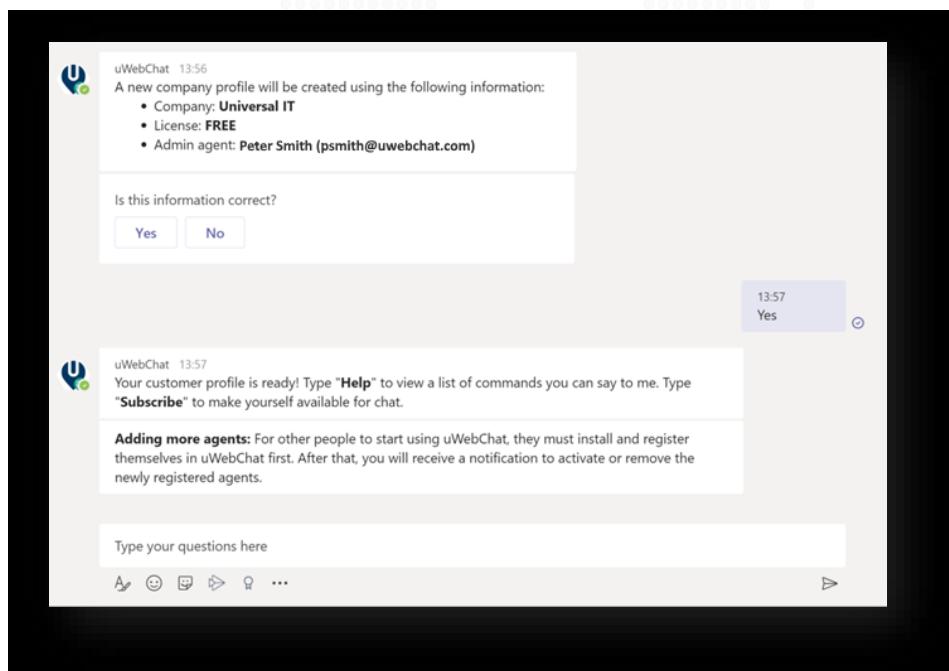 uWebChat 13:56
A new company profile will be created using the following information:
• Company: Universal IT
• License: FREE
• Admin agent: Peter Smith (psmith@uwebchat.com)
Is this information correct?
Yes No
13:57
Yes
uWebChat 13:57
Your customer profile is ready! Type "Help" to view a list of commands you can say to me. Type
"Subscribe" to make yourself available for chat.
Adding more agents: For other people to start using uWebChat, they must install and register
themselves in uWebChat first. After that, you will receive a notification to activate or remove the
newly registered agents.
Type your questions here